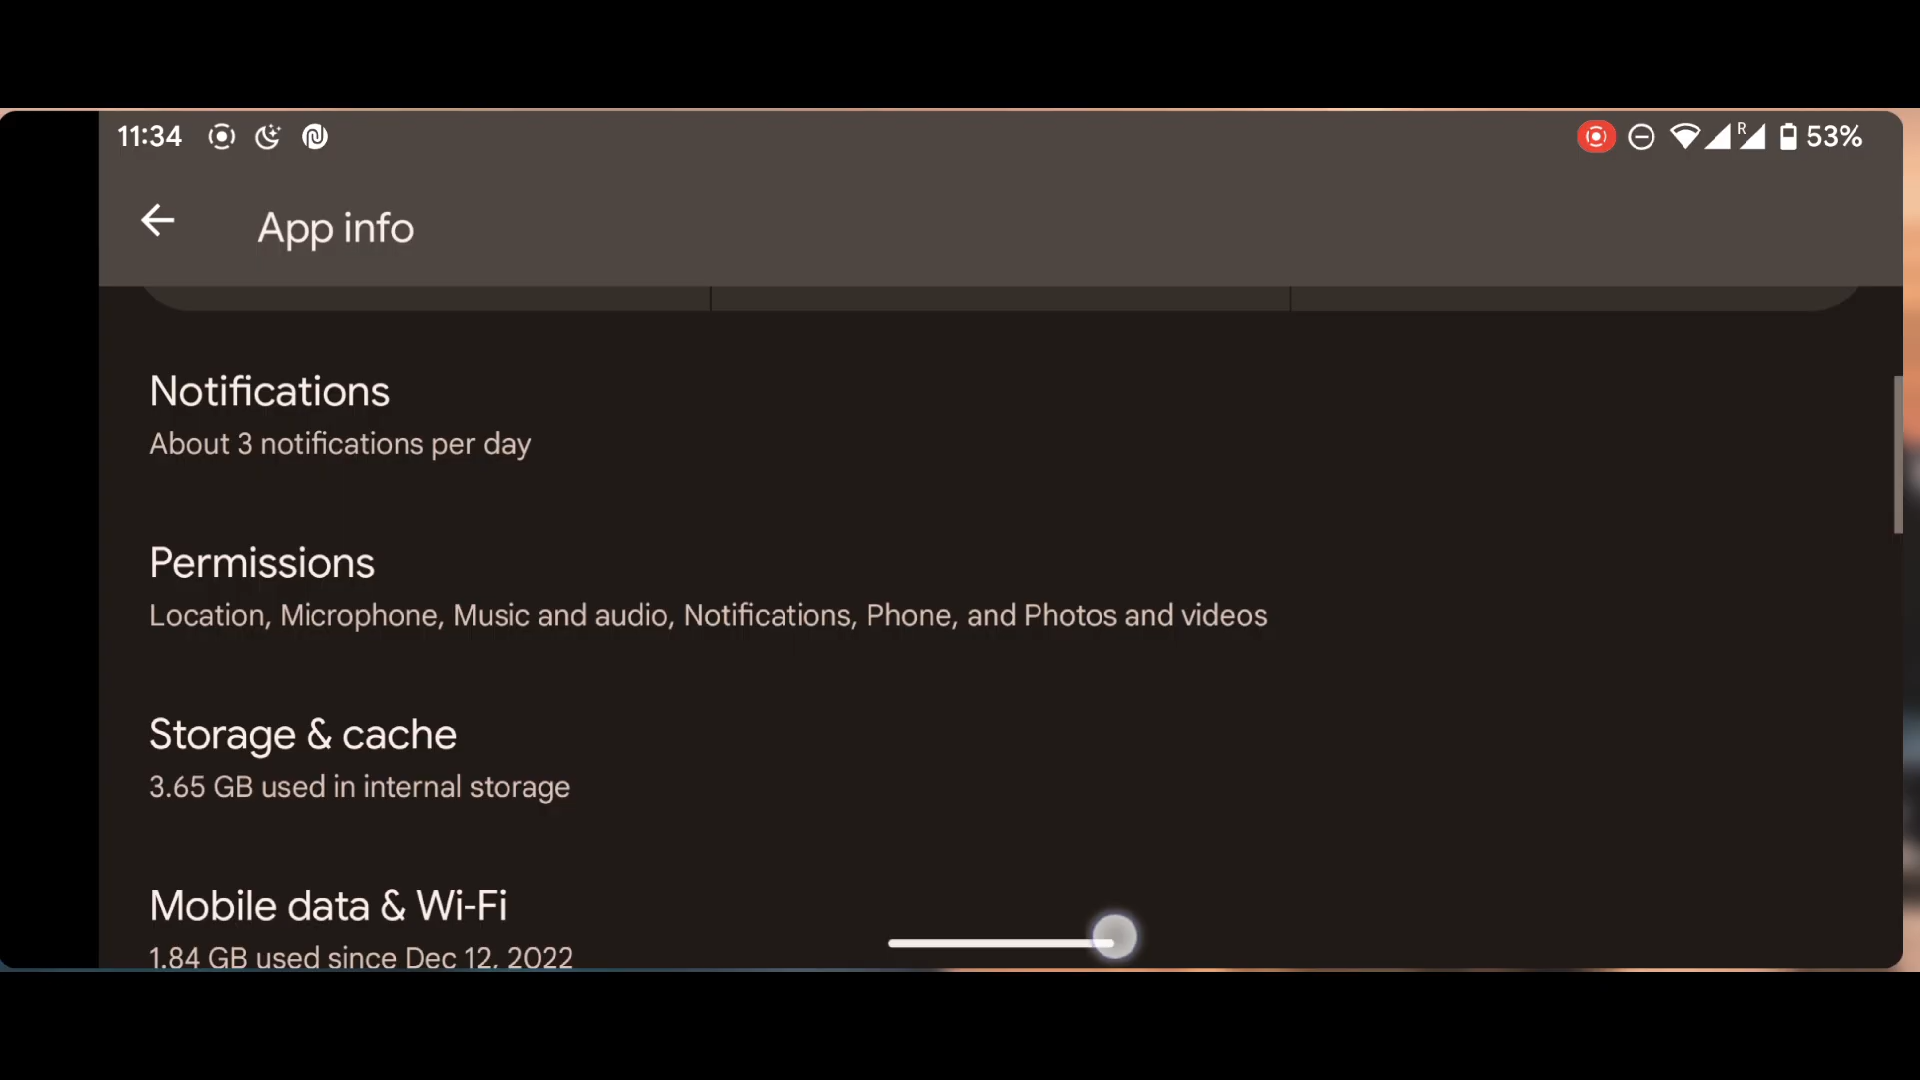 11:34
R
53%
App info
Notifications
About 3 notifications per day
Permissions
Location, Microphone, Music and audio, Notifications, Phone, and Photos and videos
Storage & cache
3.65 GB used in internal storage
Mobile data & Wi-Fi
1.84 GB used since Dec 12, 2022